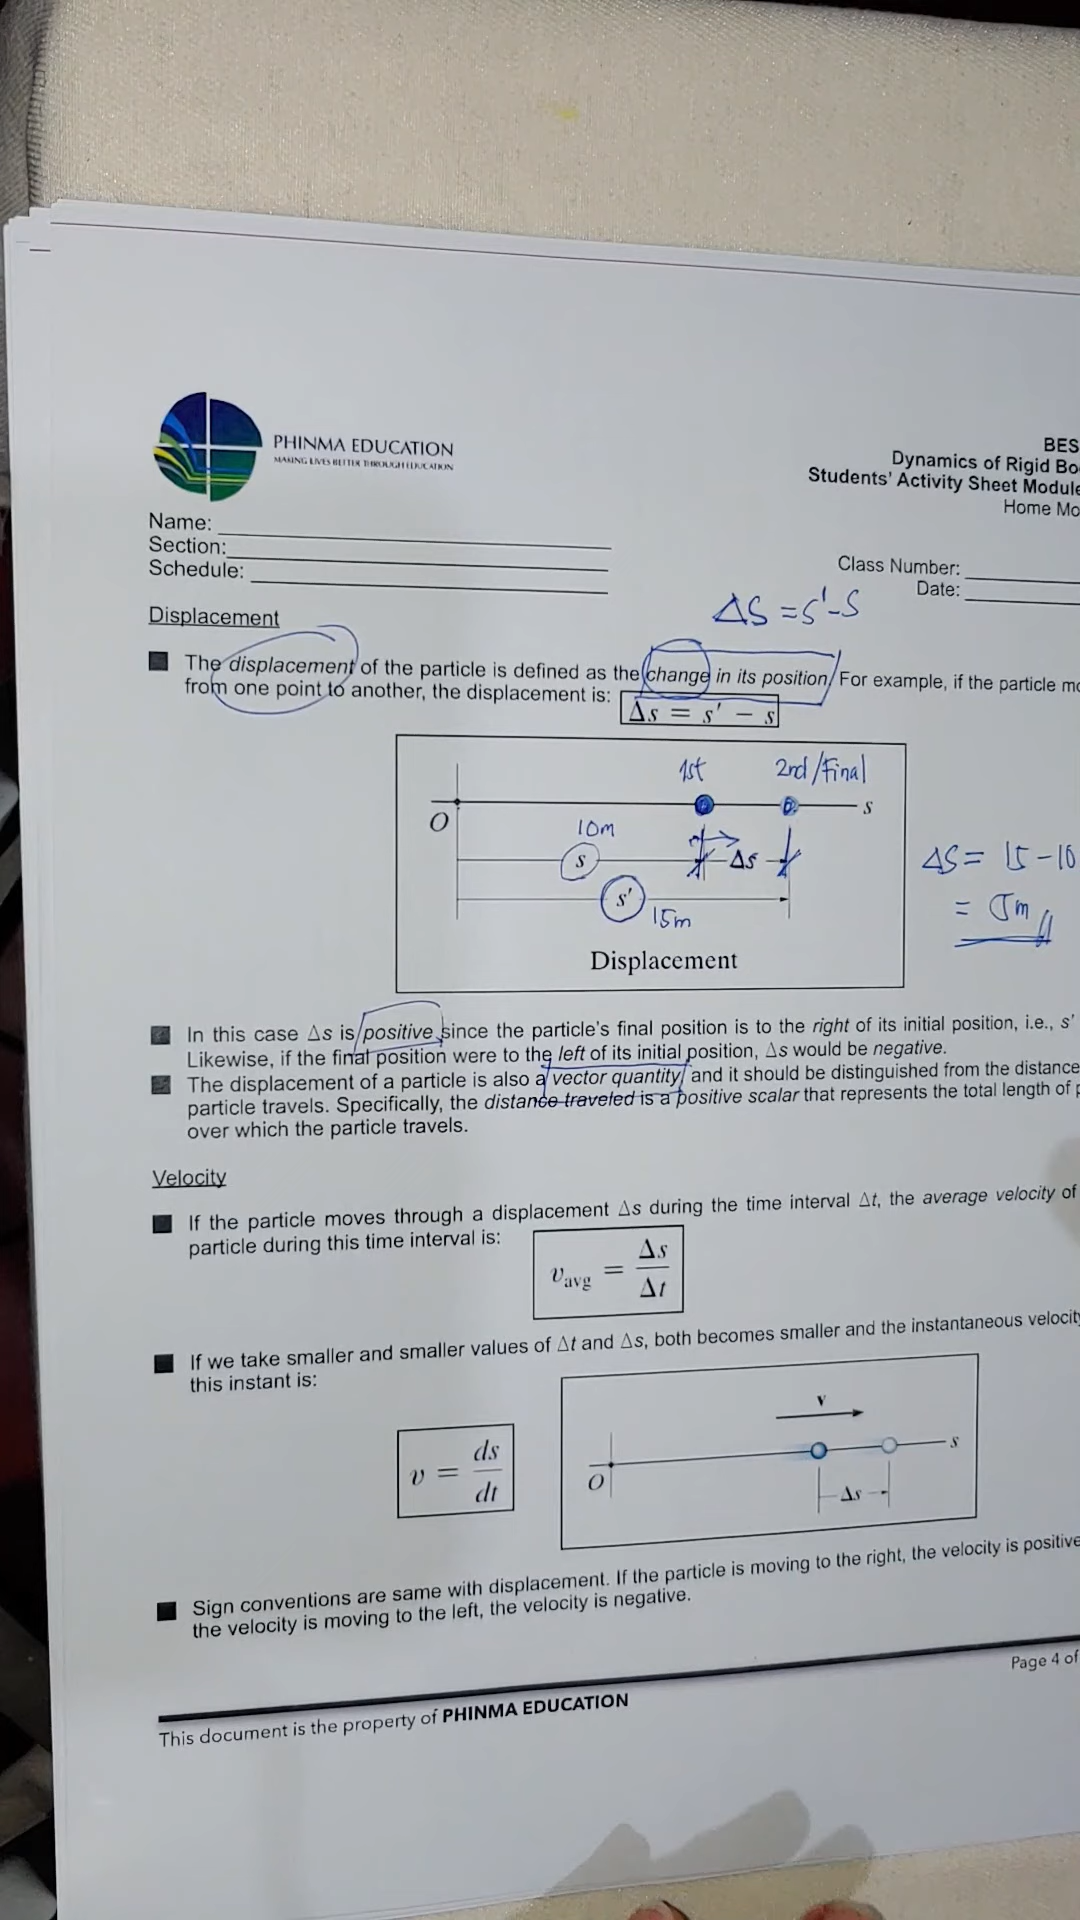 PHINMA EDUCATION
MAKING LIVES BETTER THROUGH EDUCATION
BES
Dynamics of Rigid Bo
Students' Activity Sheet Module
Home Mo
Name:
Section:
Schedule:
Class Number:
Date:
ΔS = s' - S
Displacement
The displacement of the particle is defined as the change in its position. For example, if the particle mo
from one point to another, the displacement is:
Δs = s' − s
1st 2nd/Final
O s
10m
s Δs
s'
15m
Displacement
ΔS = 15 - 10
= 5m
In this case Δs is positive since the particle's final position is to the right of its initial position, i.e., s'
Likewise, if the final position were to the left of its initial position, Δs would be negative.
The displacement of a particle is also a vector quantity, and it should be distinguished from the distance
particle travels. Specifically, the distance traveled is a positive scalar that represents the total length of p
over which the particle travels.
Velocity
If the particle moves through a displacement Δs during the time interval Δt, the average velocity of
particle during this time interval is:
v_avg = Δs/Δt
If we take smaller and smaller values of Δt and Δs, both becomes smaller and the instantaneous velocity
this instant is:
v = ds/dt
v
O s
Δs
Sign conventions are same with displacement. If the particle is moving to the right, the velocity is positive
the velocity is moving to the left, the velocity is negative.
Page 4 of
This document is the property of PHINMA EDUCATION